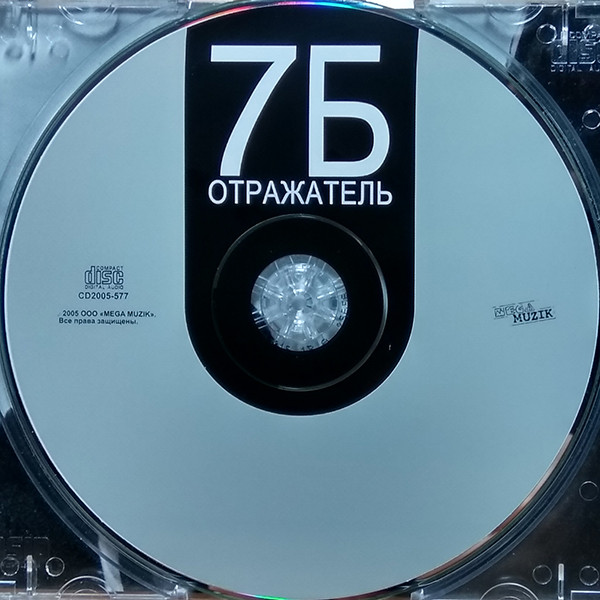 7Б
ОТРАЖАТЕЛЬ
COMPACT
disc
DIGITAL AUDIO
CD2005-577
2005 ООО «MEGA MUZIK».
Все права защищены.
MEGA
MUZIK